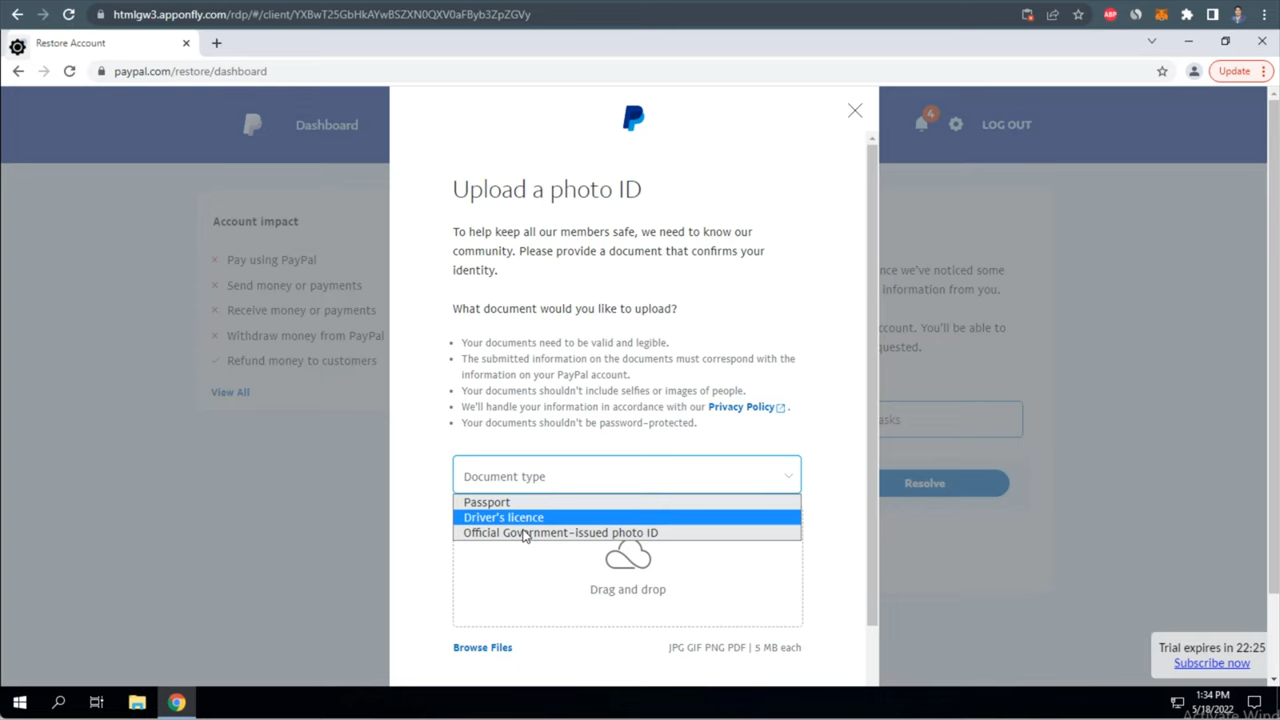 htmlgw3.apponfly.com/rdp/#/client/YXBwT25GbHkAYwBSZXN0QXV0aFByb3ZpZGVy
ABP
Restore Account
paypal.com/restore/dashboard
Update
Dashboard
4
LOG OUT
Account impact
Pay using PayPal
Send money or payments
Receive money or payments
Withdraw money from PayPal
Refund money to customers
View All
Upload a photo ID
To help keep all our members safe, we need to know our
community. Please provide a document that confirms your
identity.
What document would you like to upload?
Your documents need to be valid and legible.
The submitted information on the documents must correspond with the
information on your PayPal account.
Your documents shouldn't include selfies or images of people.
We'll handle your information in accordance with our Privacy Policy .
Your documents shouldn't be password-protected.
Document type
Passport
Driver's licence
Official Government-issued photo ID
Drag and drop
Browse Files
JPG GIF PNG PDF | 5 MB each
nce we've noticed some
information from you.
count. You'll be able to
quested.
asks
Resolve
Trial expires in 22:25
Subscribe now
1:34 PM
5/18/2022